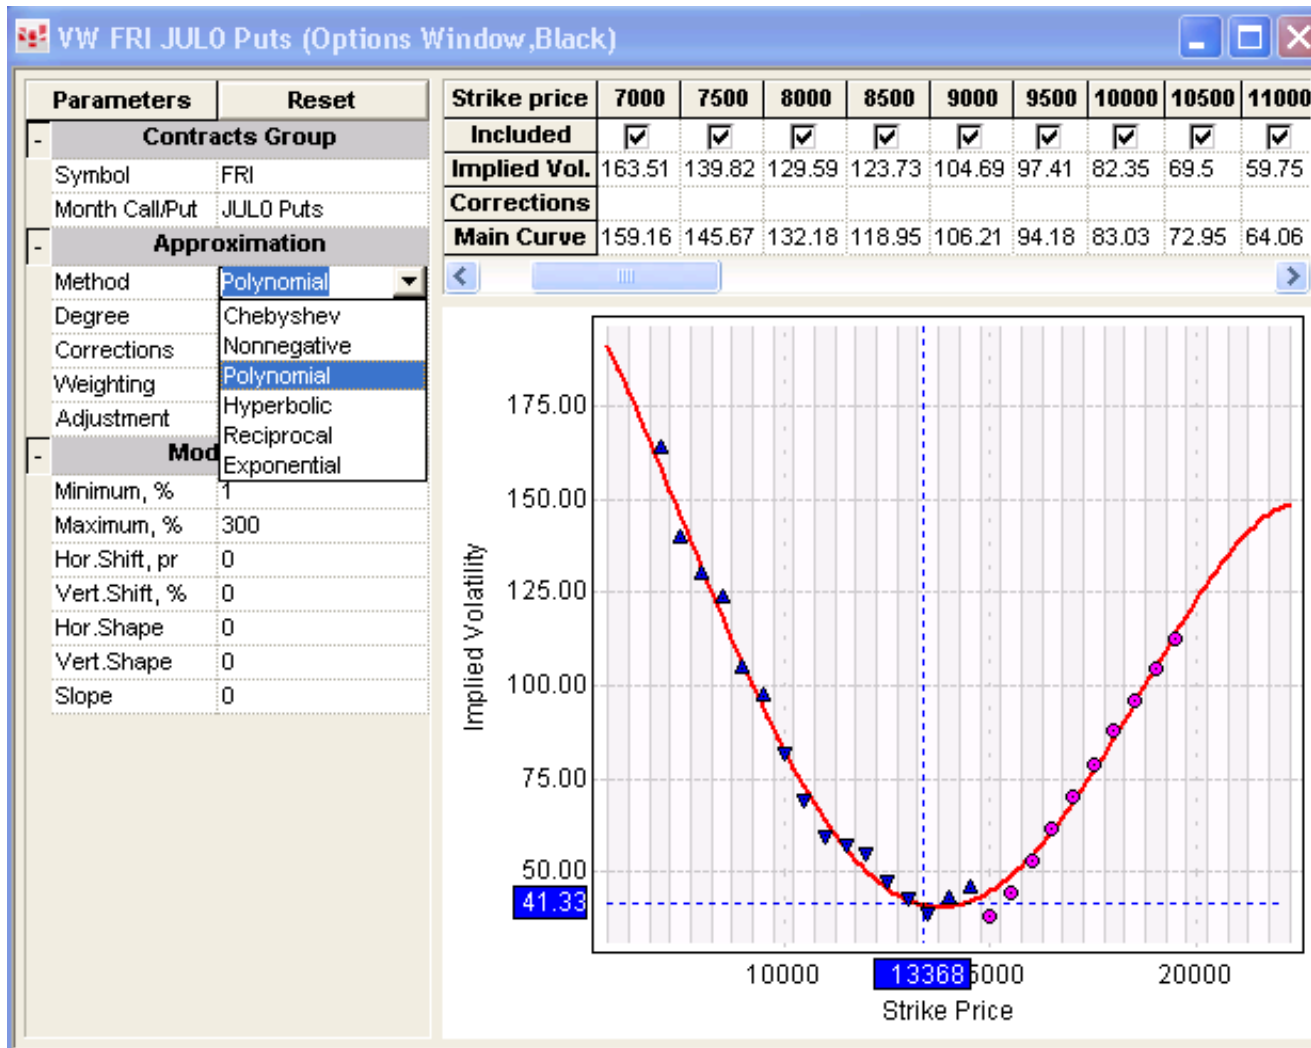 VW FRI JUL0 Puts (Options Window,Black)
Parameters Reset
- Contracts Group
Symbol FRI
Month Call/Put JUL0 Puts
- Approximation
Method Polynomial
Degree
Corrections
Weighting
Adjustment
Chebyshev
Nonnegative
Polynomial
Hyperbolic
Reciprocal
Exponential
- Mod
Minimum, % 1
Maximum, % 300
Hor.Shift, pr 0
Vert.Shift, % 0
Hor.Shape 0
Vert.Shape 0
Slope 0
Strike price 7000 7500 8000 8500 9000 9500 10000 10500 11000
Included
Implied Vol. 163.51 139.82 129.59 123.73 104.69 97.41 82.35 69.5 59.75
Corrections
Main Curve 159.16 145.67 132.18 118.95 106.21 94.18 83.03 72.95 64.06
Implied Volatility
175.00
150.00
125.00
100.00
75.00
50.00
41.33
10000 13368 5000 20000
Strike Price